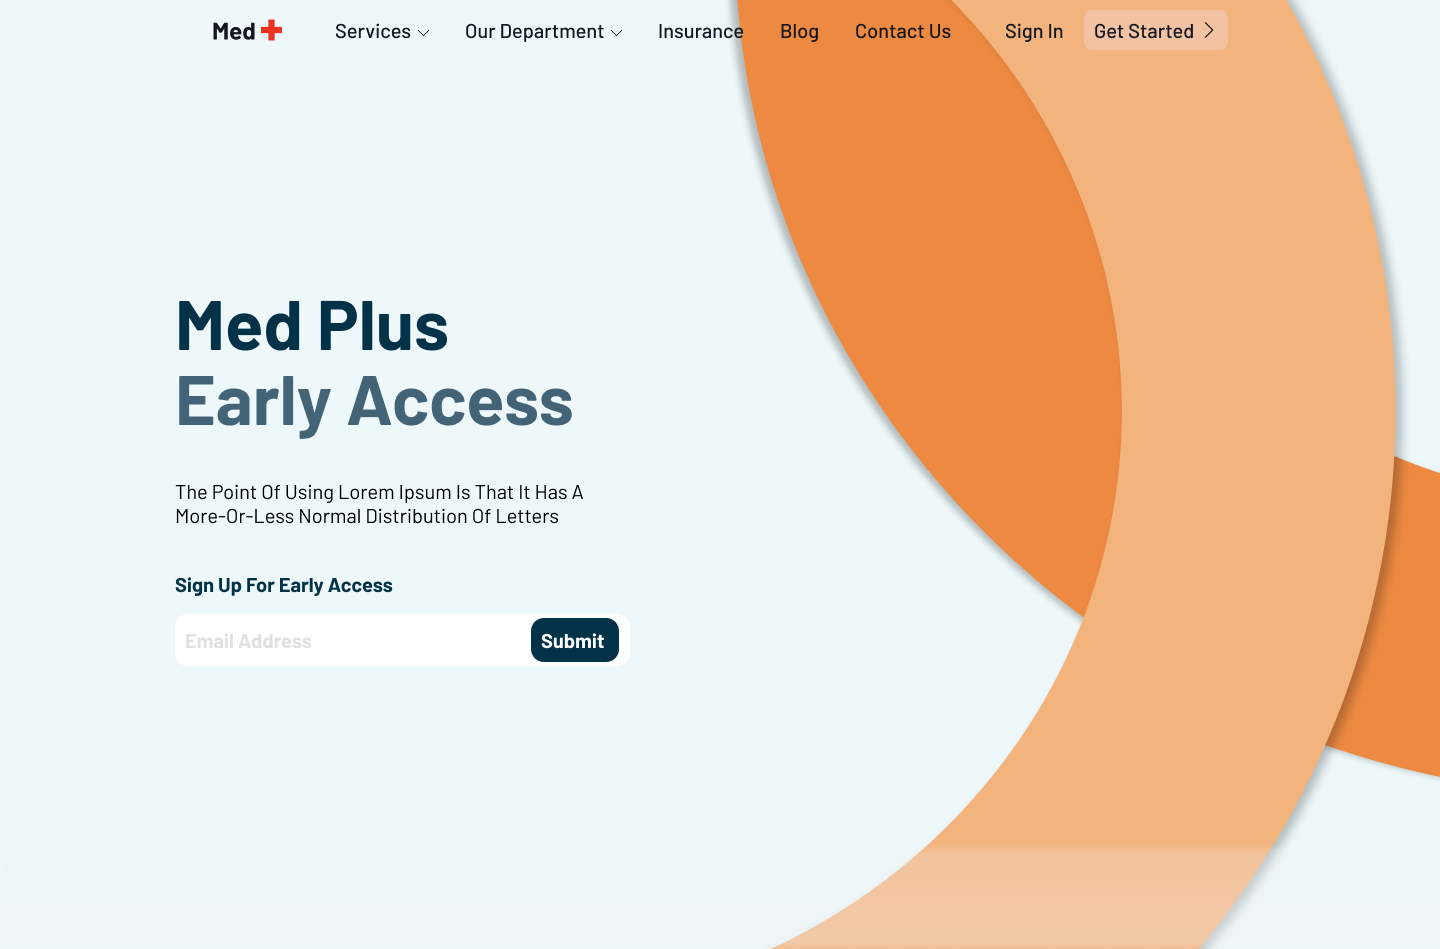 Med
Services
Our Department
Insurance
Blog
Contact Us
Sign In
Get Started
Med Plus
Early Access
The Point Of Using Lorem Ipsum Is That It Has A
More-Or-Less Normal Distribution Of Letters
Sign Up For Early Access
Email Address
Submit